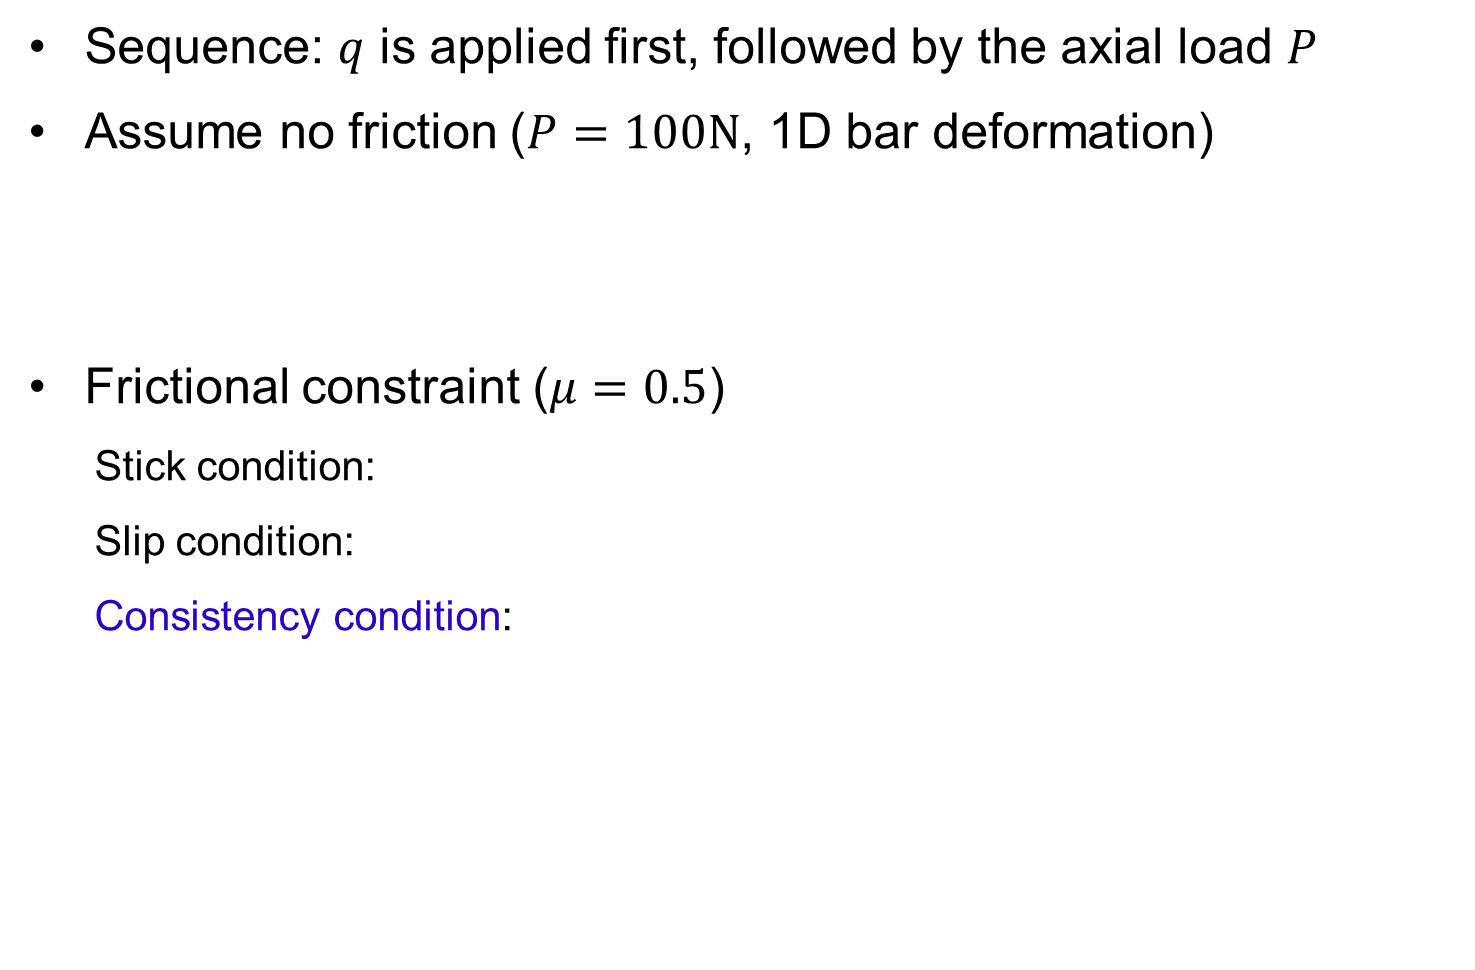 • Sequence: q is applied first, followed by the axial load P
• Assume no friction (P = 100N, 1D bar deformation)
• Frictional constraint (μ = 0.5)
Stick condition:
Slip condition:
Consistency condition: